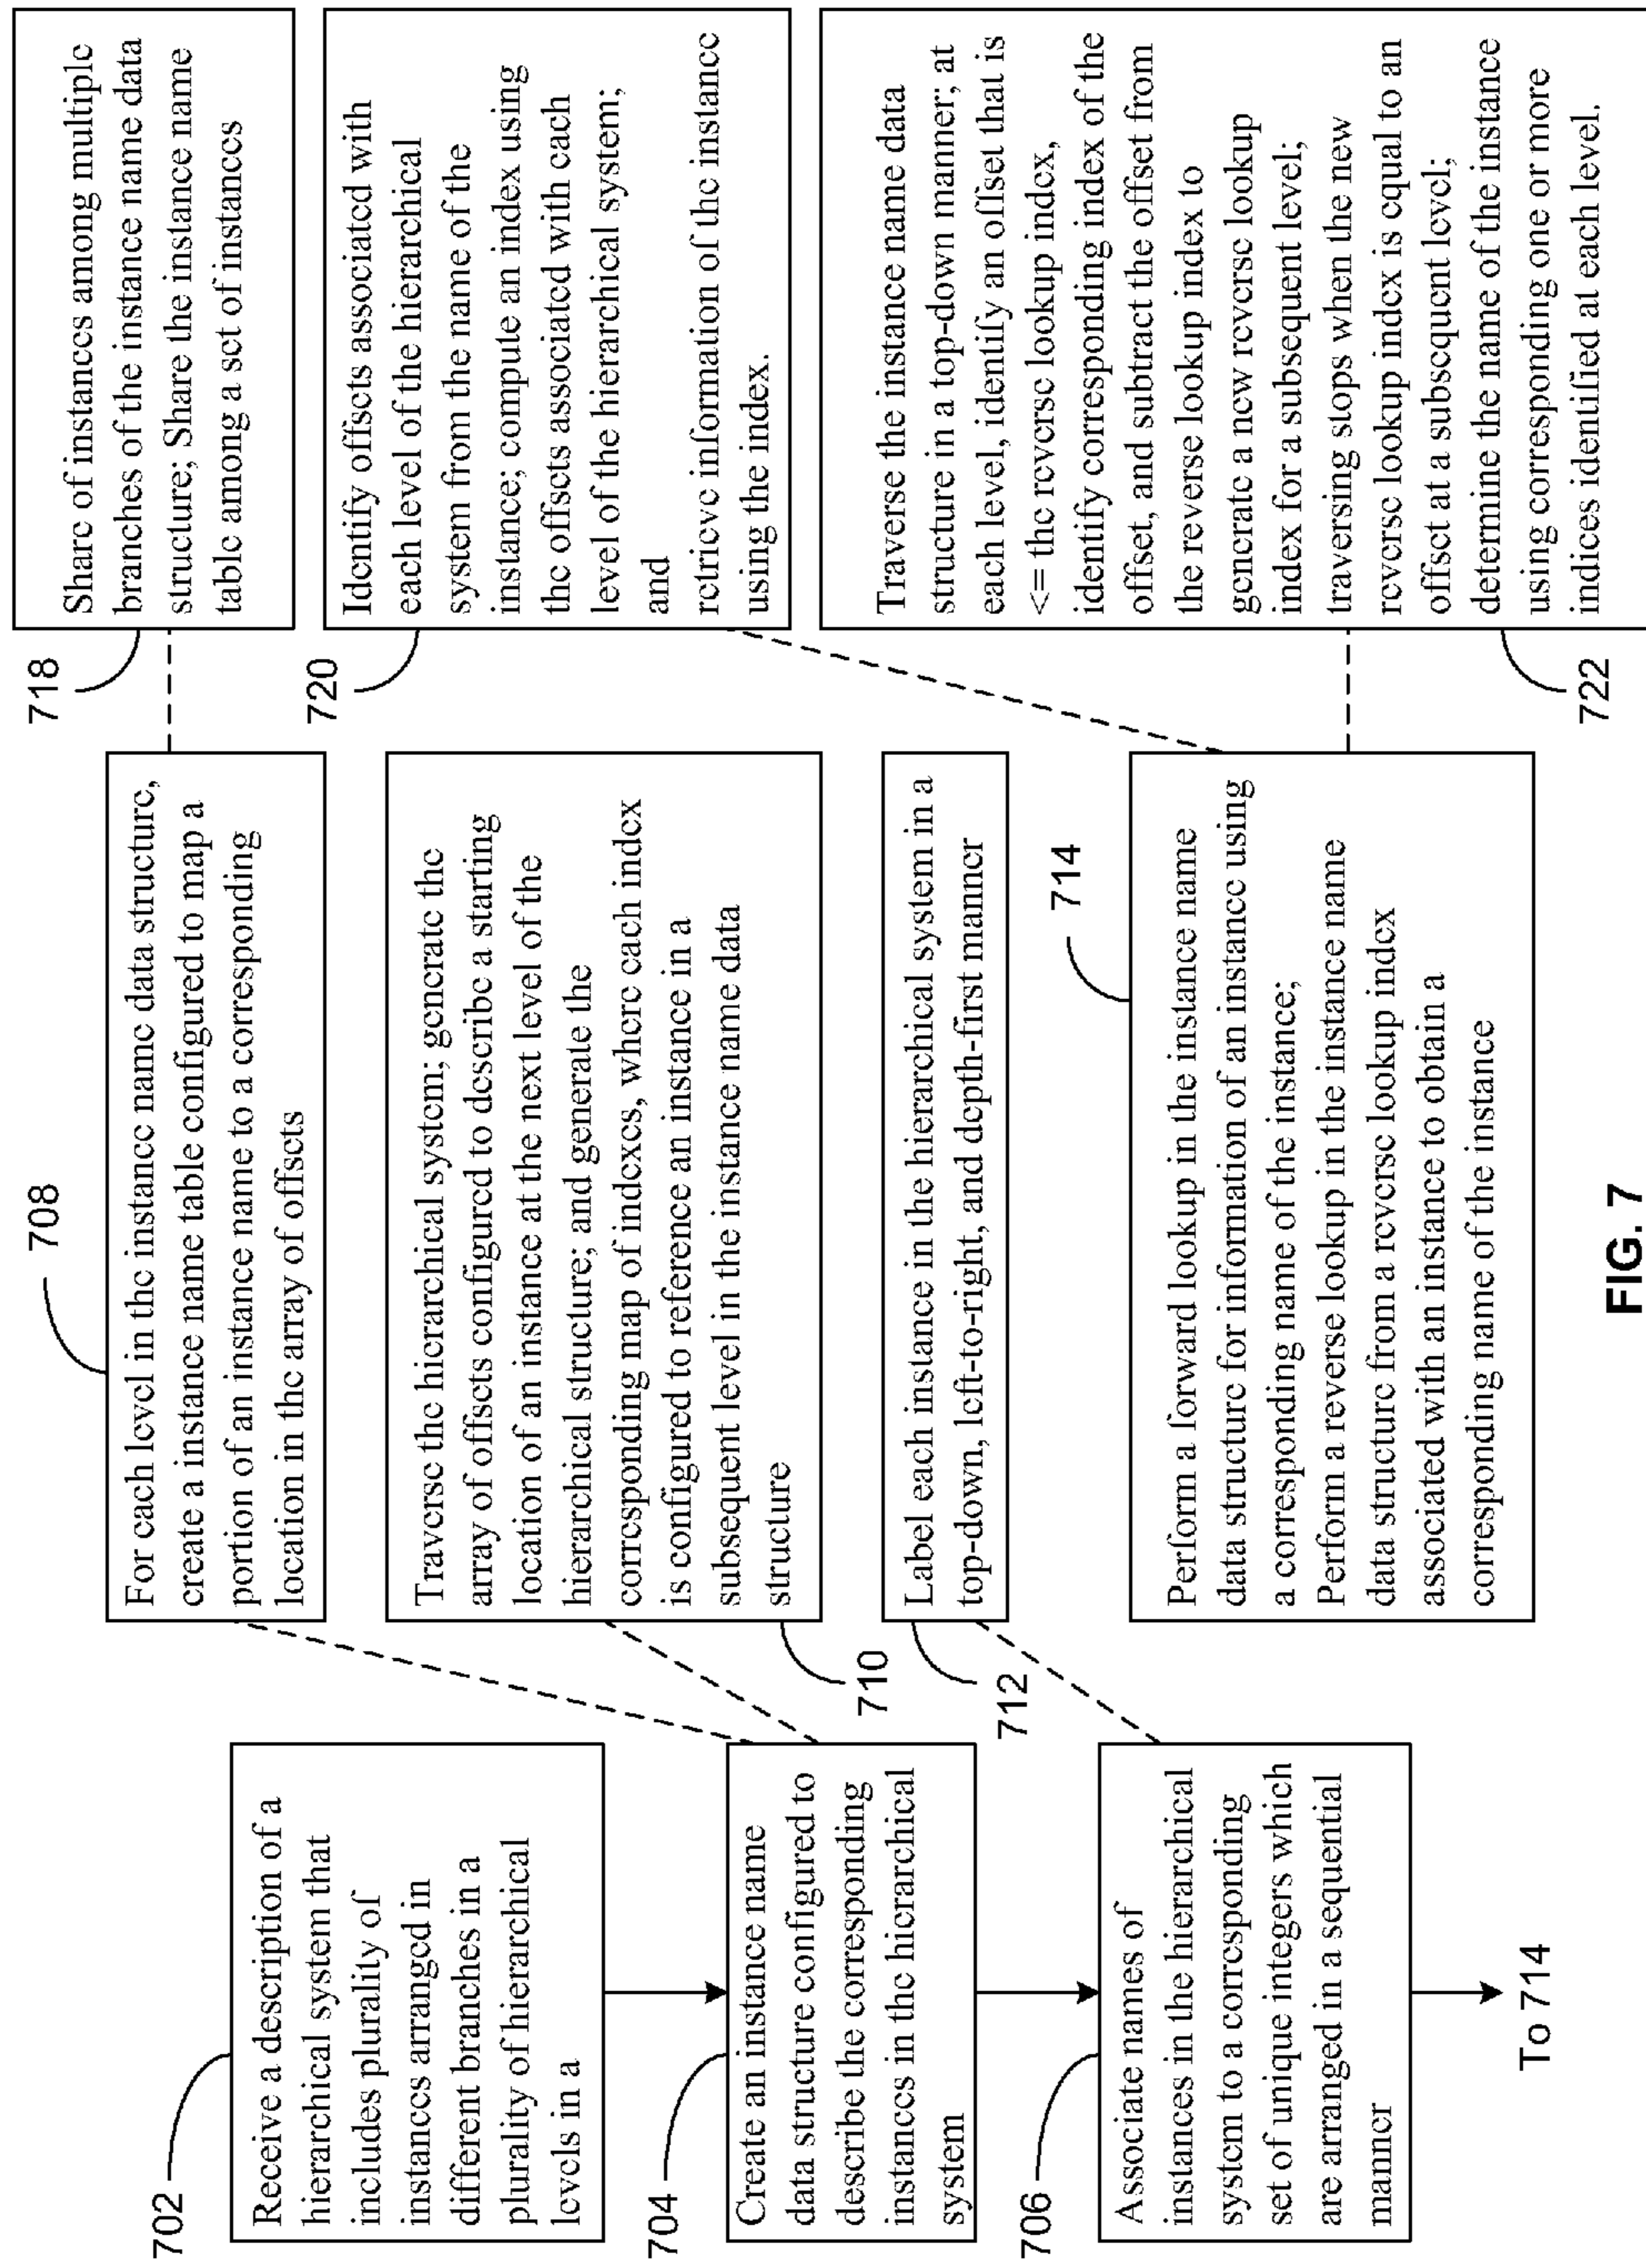 702
Receive a description of a
hierarchical system that
includes plurality of
instances arranged in
different branches in a
plurality of hierarchical
levels in a
704
Create an instance name
data structure configured to
describe the corresponding
instances in the hierarchical
system
706
Associate names of
instances in the hierarchical
system to a corresponding
set of unique integers which
are arranged in a sequential
manner
To 714
708
For each level in the instance name data structure,
create a instance name table configured to map a
portion of an instance name to a corresponding
location in the array of offsets
710
Traverse the hierarchical system; generate the
array of offsets configured to describe a starting
location of an instance at the next level of the
hierarchical structure; and generate the
corresponding map of indexes, where each index
is configured to reference an instance in a
subsequent level in the instance name data
structure
712
Label each instance in the hierarchical system in a
top-down, left-to-right, and depth-first manner
714
Perform a forward lookup in the instance name
data structure for information of an instance using
a corresponding name of the instance;
Perform a reverse lookup in the instance name
data structure from a reverse lookup index
associated with an instance to obtain a
corresponding name of the instance
718
Share of instances among multiple
branches of the instance name data
structure; Share the instance name
table among a set of instances
720
Identify offsets associated with
each level of the hierarchical
system from the name of the
instance; compute an index using
the offsets associated with each
level of the hierarchical system;
and
retrieve information of the instance
using the index.
722
Traverse the instance name data
structure in a top-down manner; at
each level, identify an offset that is
<= the reverse lookup index,
identify corresponding index of the
offset, and subtract the offset from
the reverse lookup index to
generate a new reverse lookup
index for a subsequent level;
traversing stops when the new
reverse lookup index is equal to an
offset at a subsequent level;
determine the name of the instance
using corresponding one or more
indices identified at each level.
FIG. 7